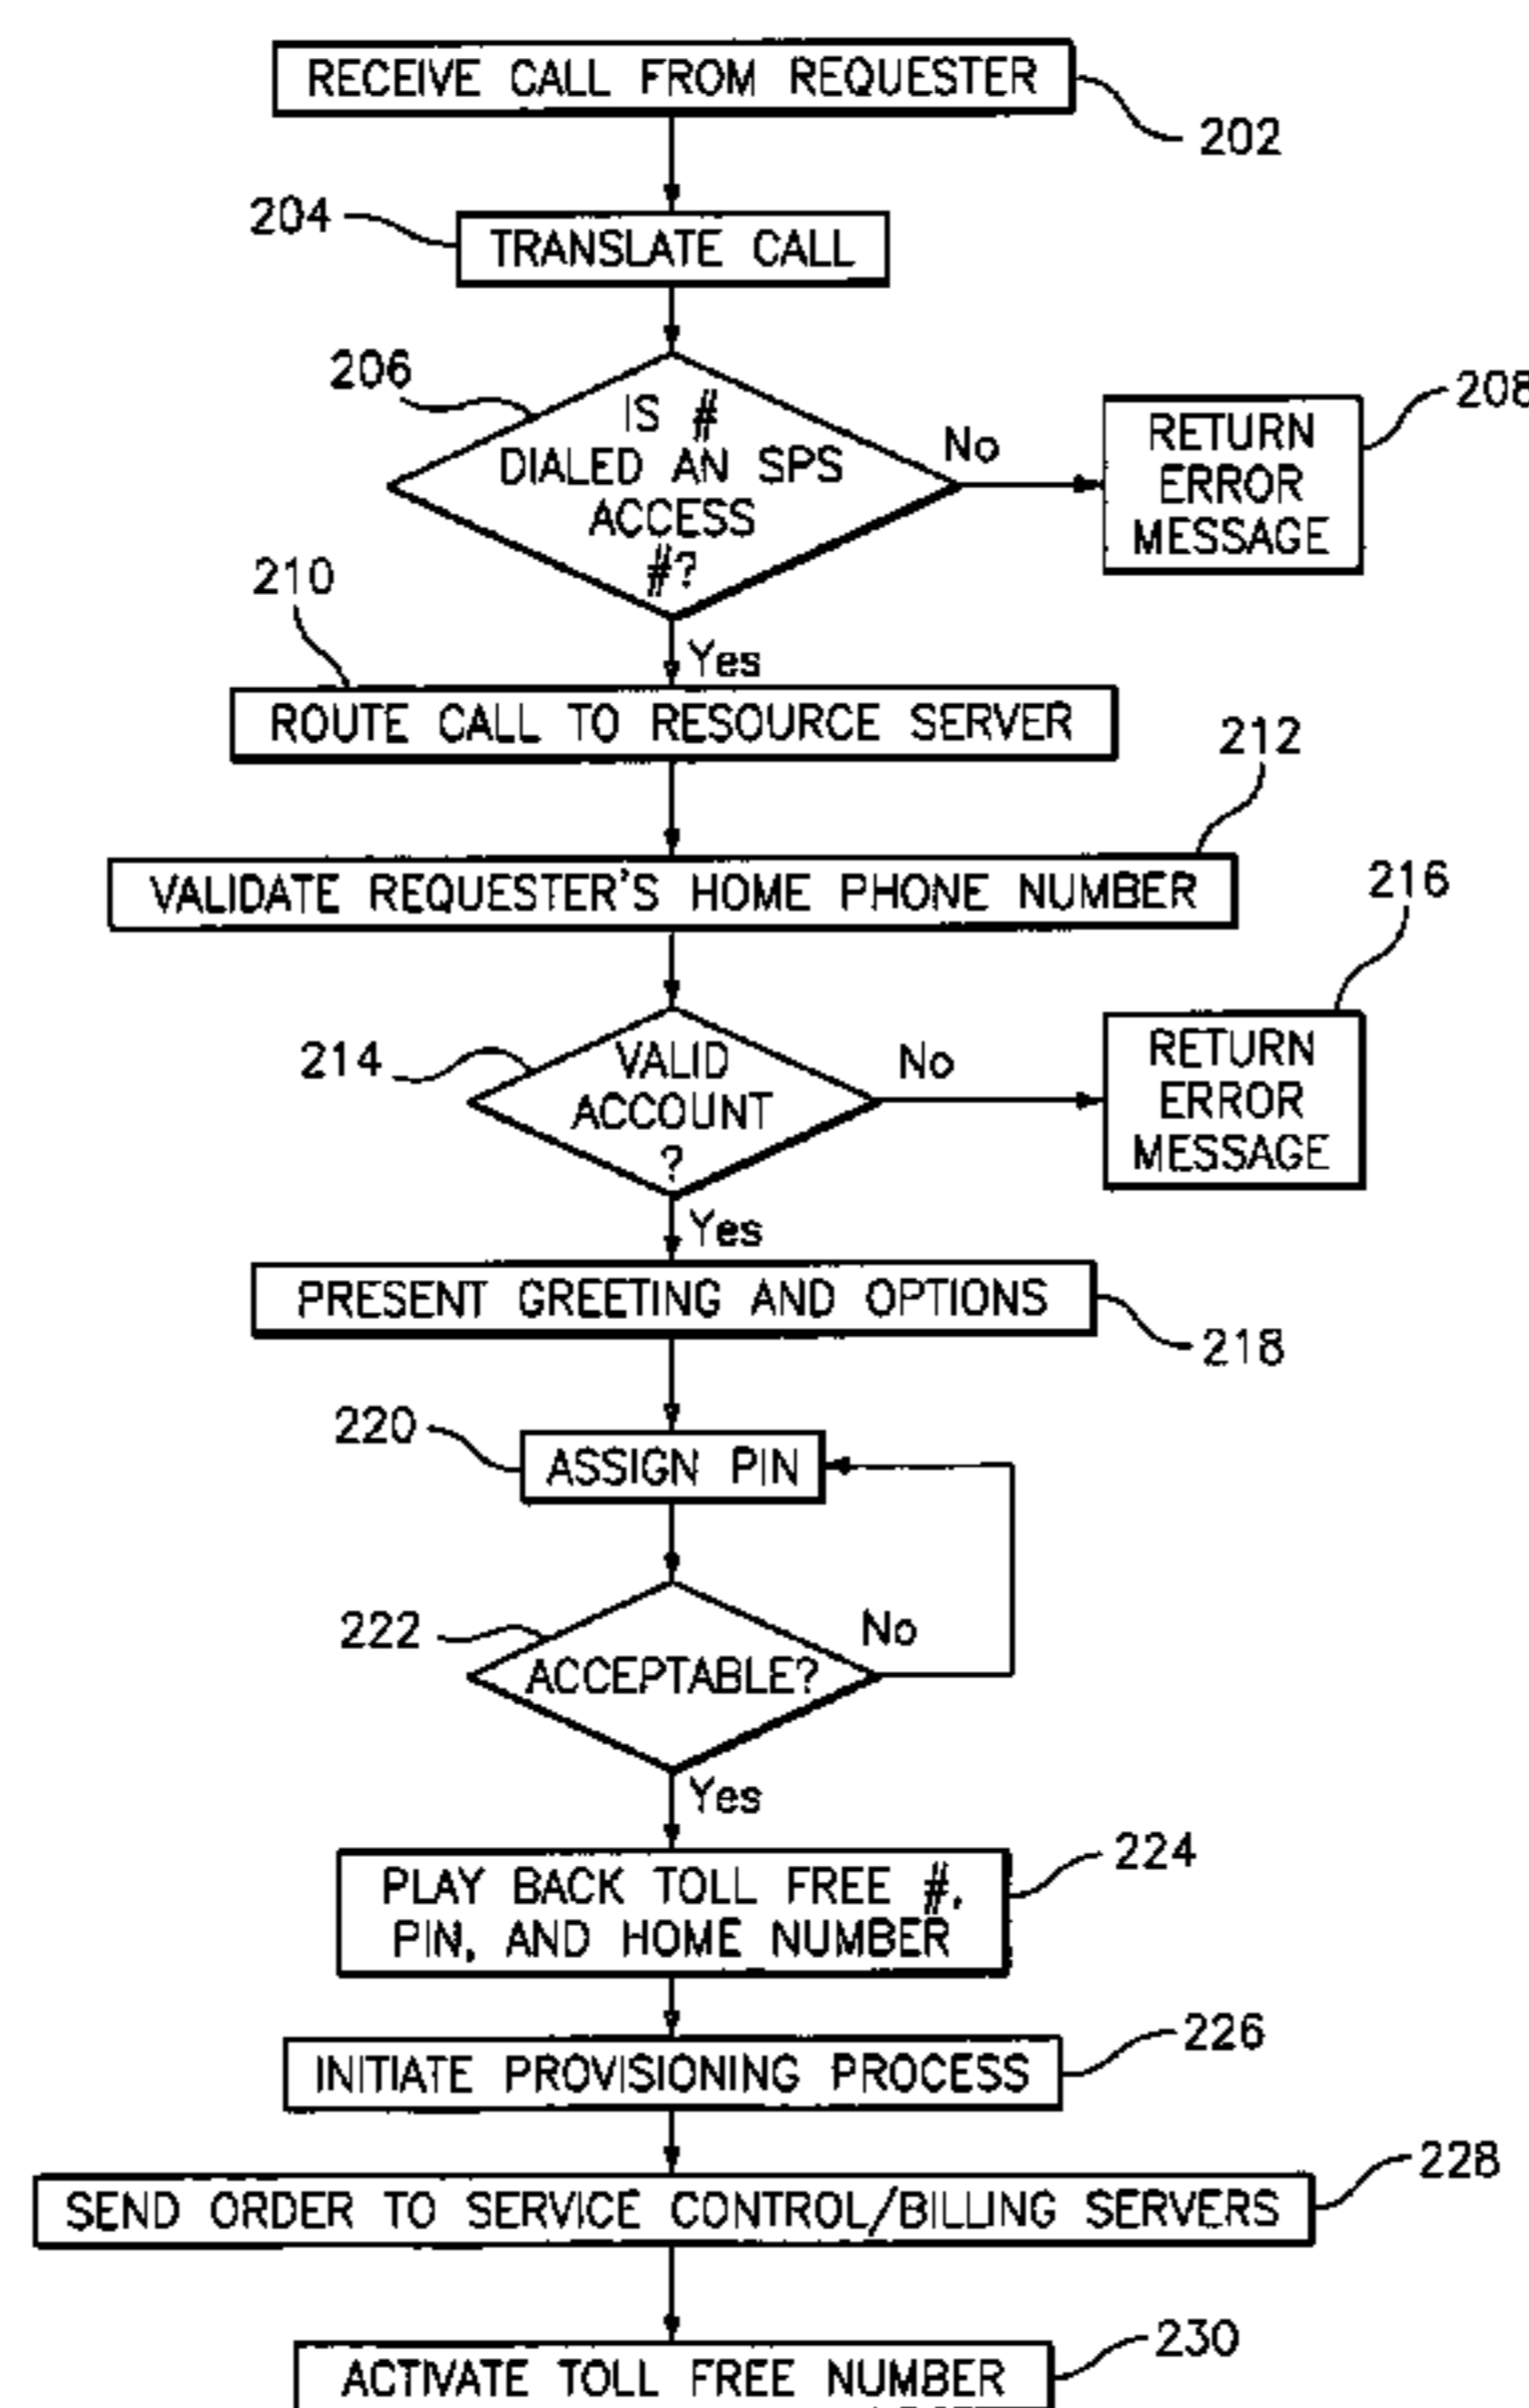 RECEIVE CALL FROM REQUESTER
202
204
TRANSLATE CALL
206
IS #
DIALED AN SPS
ACCESS
#?
No
RETURN
ERROR
MESSAGE
208
Yes
210
ROUTE CALL TO RESOURCE SERVER
212
VALIDATE REQUESTER'S HOME PHONE NUMBER
214
VALID
ACCOUNT
?
No
216
RETURN
ERROR
MESSAGE
Yes
PRESENT GREETING AND OPTIONS
218
220
ASSIGN PIN
222
ACCEPTABLE?
No
Yes
PLAY BACK TOLL FREE #,
PIN, AND HOME NUMBER
224
INITIATE PROVISIONING PROCESS
226
SEND ORDER TO SERVICE CONTROL/BILLING SERVERS
228
ACTIVATE TOLL FREE NUMBER
230